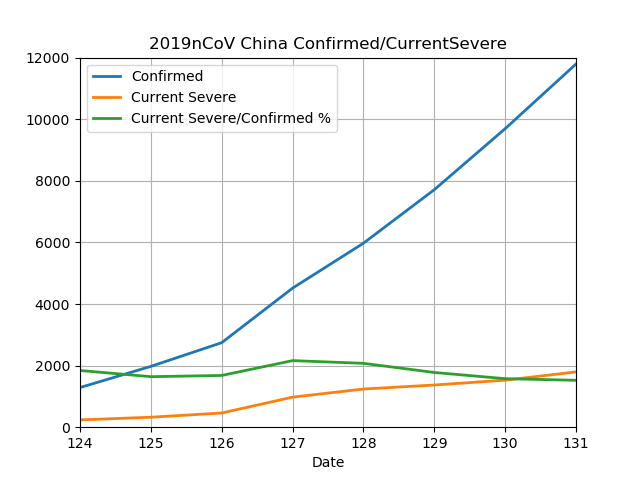 2019nCoV China Confirmed/CurrentSevere
12000
10000
8000
6000
4000
2000
0
Confirmed
Current Severe
Current Severe/Confirmed %
124 125 126 127 128 129 130 131
Date